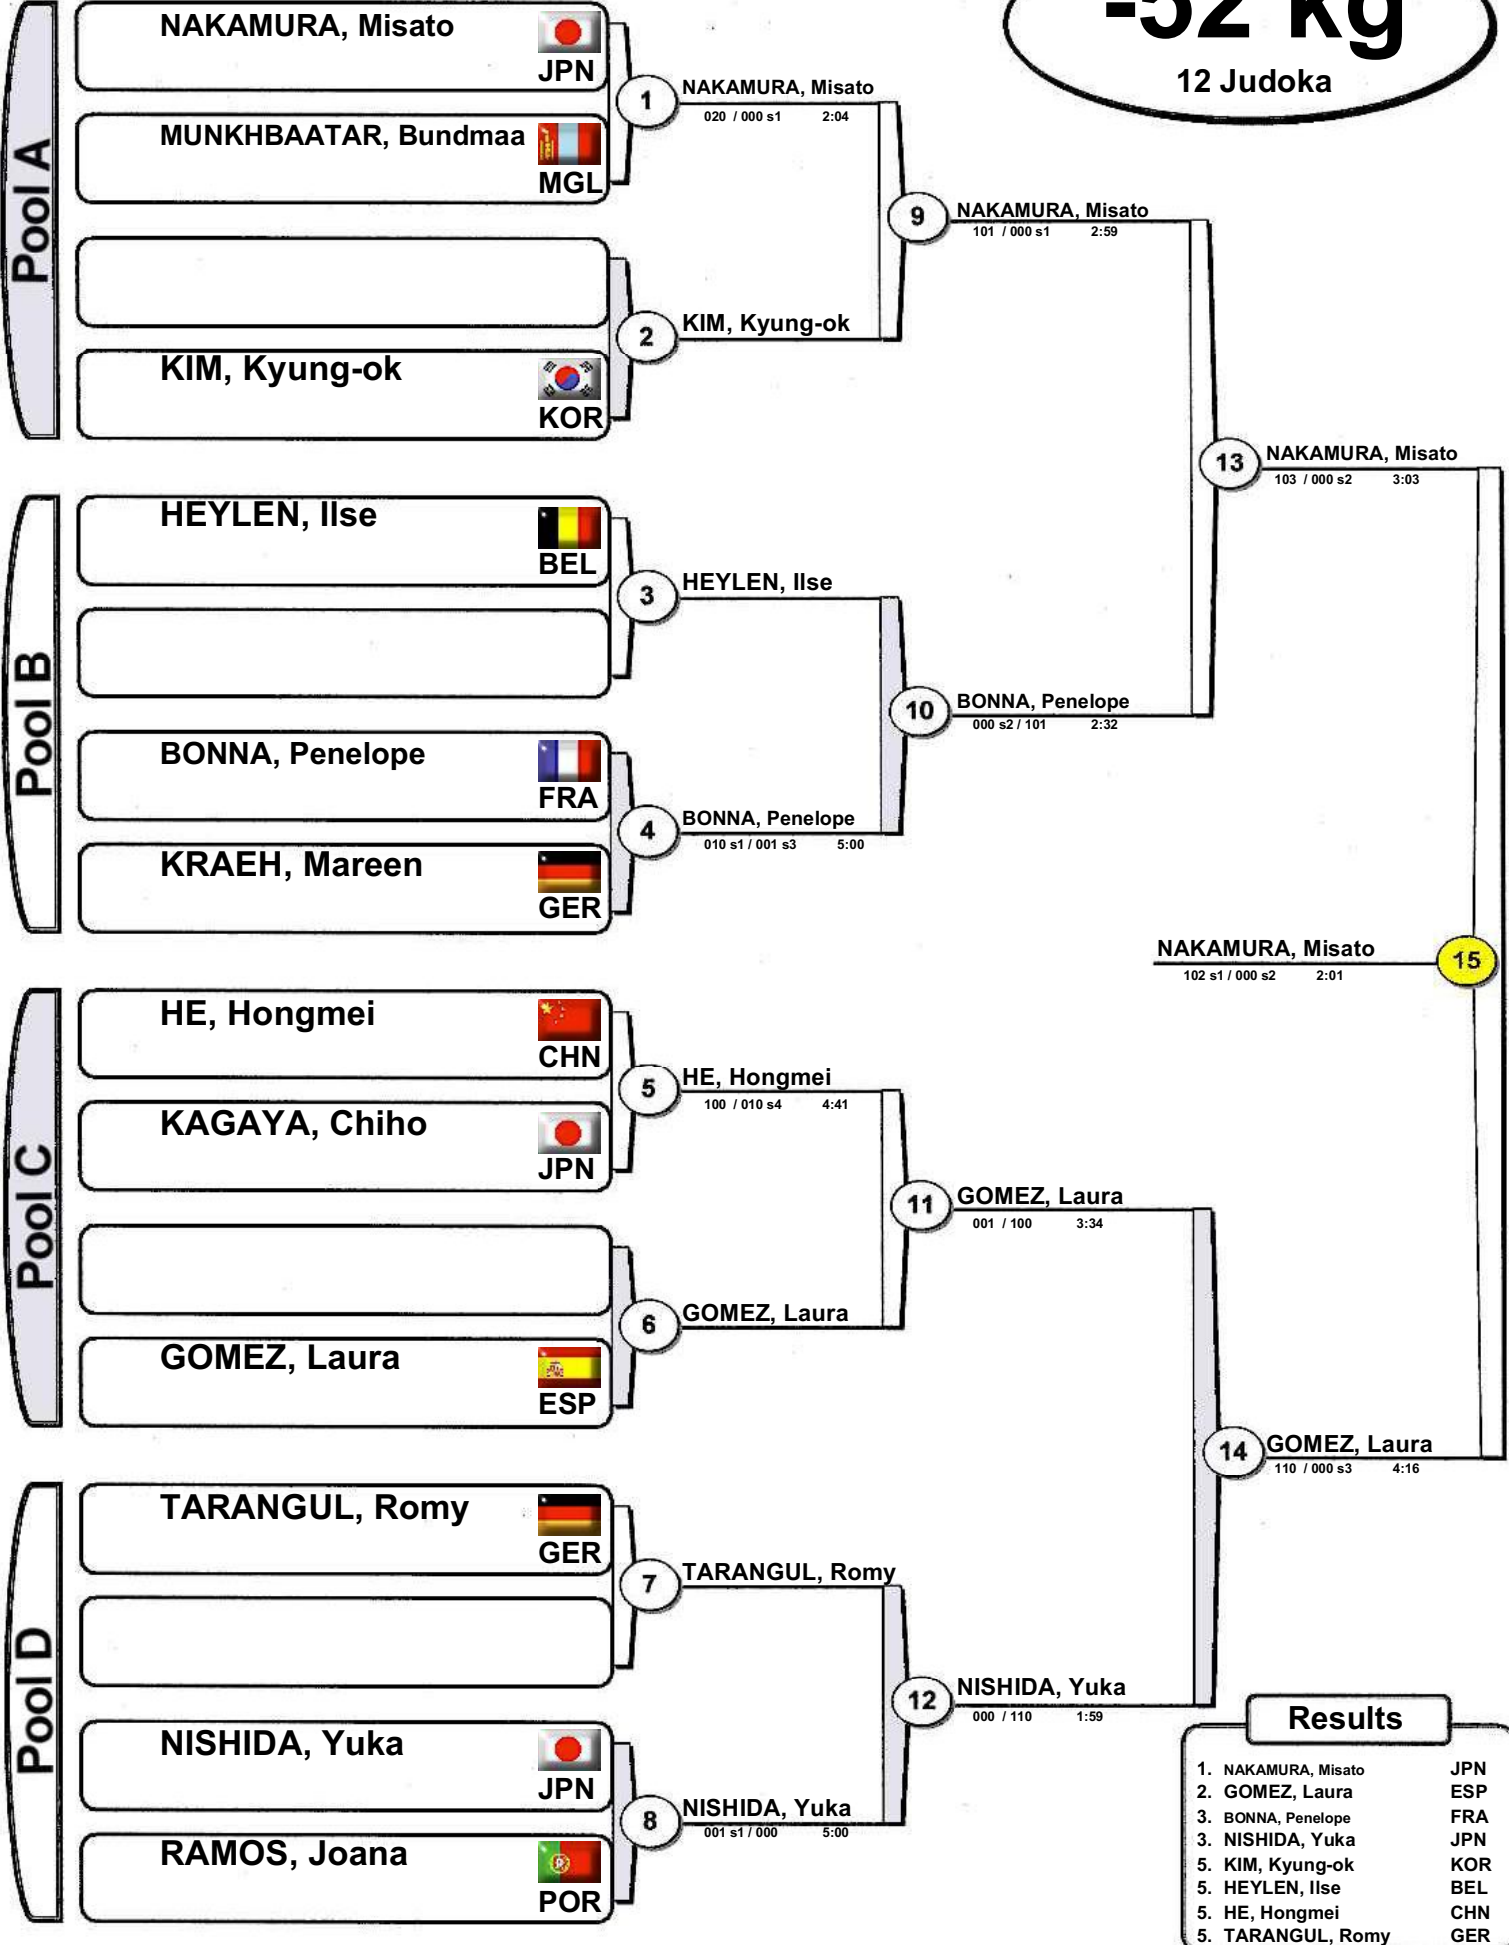 -52 kg
12 Judoka
Pool A
NAKAMURA, Misato
JPN
MUNKHBAATAR, Bundmaa
MGL
1
NAKAMURA, Misato
020 / 000 s1 2:04
KIM, Kyung-ok
KOR
2
KIM, Kyung-ok
9
NAKAMURA, Misato
101 / 000 s1 2:59
Pool B
HEYLEN, Ilse
BEL
3
HEYLEN, Ilse
BONNA, Penelope
FRA
KRAEH, Mareen
GER
4
BONNA, Penelope
010 s1 / 001 s3 5:00
10
BONNA, Penelope
000 s2 / 101 2:32
13
NAKAMURA, Misato
103 / 000 s2 3:03
NAKAMURA, Misato
102 s1 / 000 s2 2:01
15
Pool C
HE, Hongmei
CHN
KAGAYA, Chiho
JPN
5
HE, Hongmei
100 / 010 s4 4:41
GOMEZ, Laura
ESP
6
GOMEZ, Laura
11
GOMEZ, Laura
001 / 100 3:34
Pool D
TARANGUL, Romy
GER
7
TARANGUL, Romy
NISHIDA, Yuka
JPN
RAMOS, Joana
POR
8
NISHIDA, Yuka
001 s1 / 000 5:00
12
NISHIDA, Yuka
000 / 110 1:59
14
GOMEZ, Laura
110 / 000 s3 4:16
Results
1. NAKAMURA, Misato JPN
2. GOMEZ, Laura ESP
3. BONNA, Penelope FRA
3. NISHIDA, Yuka JPN
5. KIM, Kyung-ok KOR
5. HEYLEN, Ilse BEL
5. HE, Hongmei CHN
5. TARANGUL, Romy GER